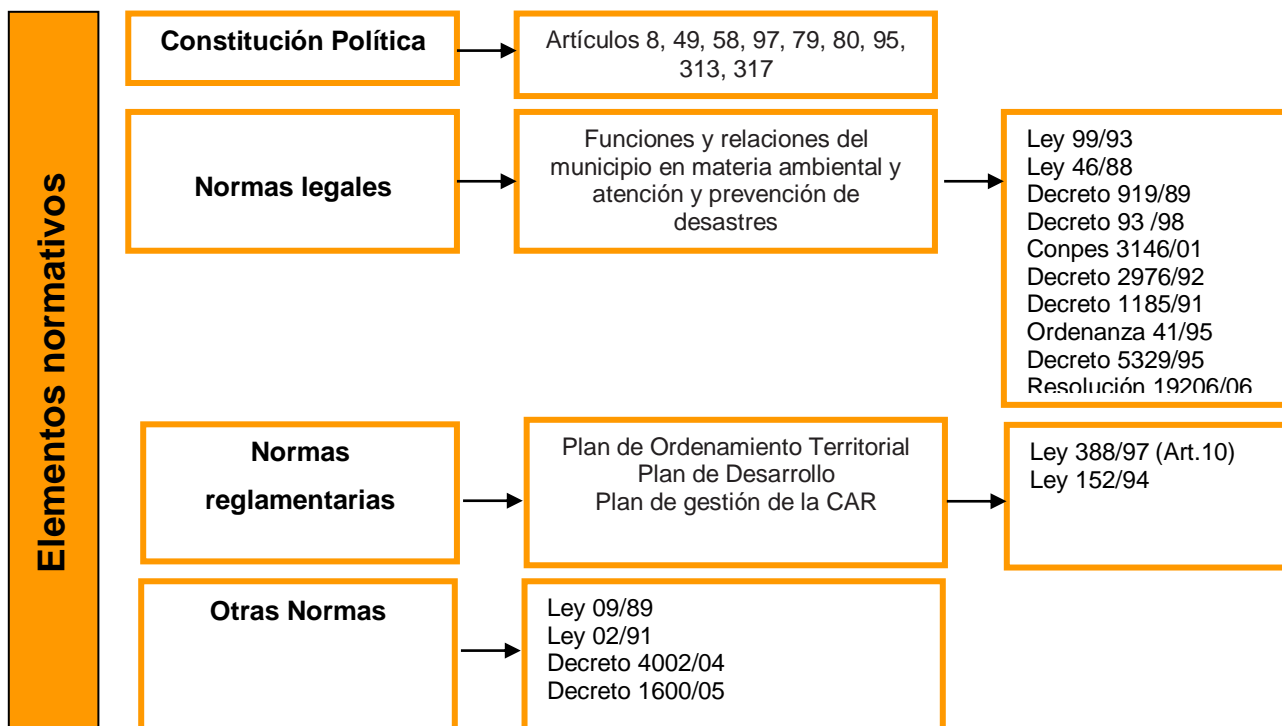 Elementos normativos
Constitución Política
Artículos 8, 49, 58, 97, 79, 80, 95,
313, 317
Normas legales
Funciones y relaciones del
municipio en materia ambiental y
atención y prevención de
desastres
Ley 99/93
Ley 46/88
Decreto 919/89
Decreto 93 /98
Conpes 3146/01
Decreto 2976/92
Decreto 1185/91
Ordenanza 41/95
Decreto 5329/95
Resolución 19206/06
Normas
reglamentarias
Plan de Ordenamiento Territorial
Plan de Desarrollo
Plan de gestión de la CAR
Ley 388/97 (Art.10)
Ley 152/94
Otras Normas
Ley 09/89
Ley 02/91
Decreto 4002/04
Decreto 1600/05